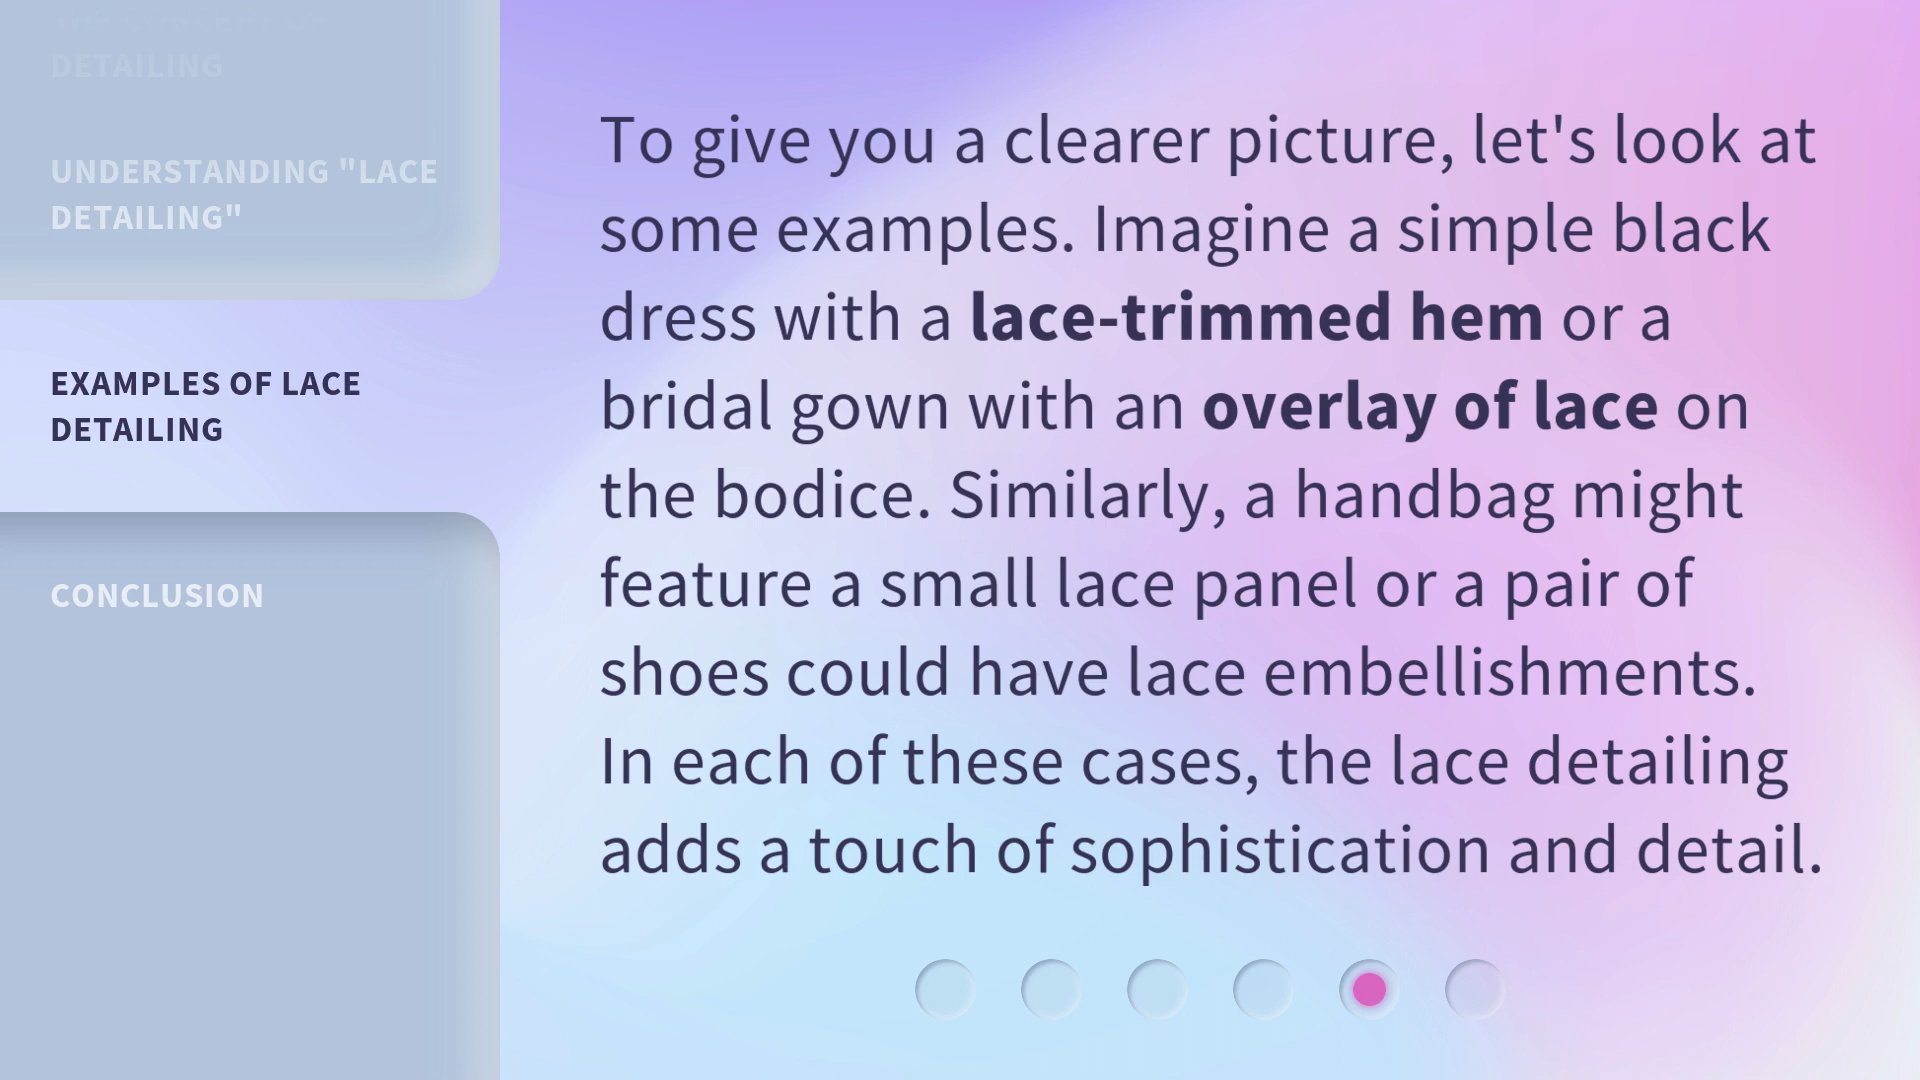 DETAILING
UNDERSTANDING "LACE
DETAILING"
EXAMPLES OF LACE
DETAILING
CONCLUSION
To give you a clearer picture, let's look at
some examples. Imagine a simple black
dress with a lace-trimmed hem or a
bridal gown with an overlay of lace on
the bodice. Similarly, a handbag might
feature a small lace panel or a pair of
shoes could have lace embellishments.
In each of these cases, the lace detailing
adds a touch of sophistication and detail.